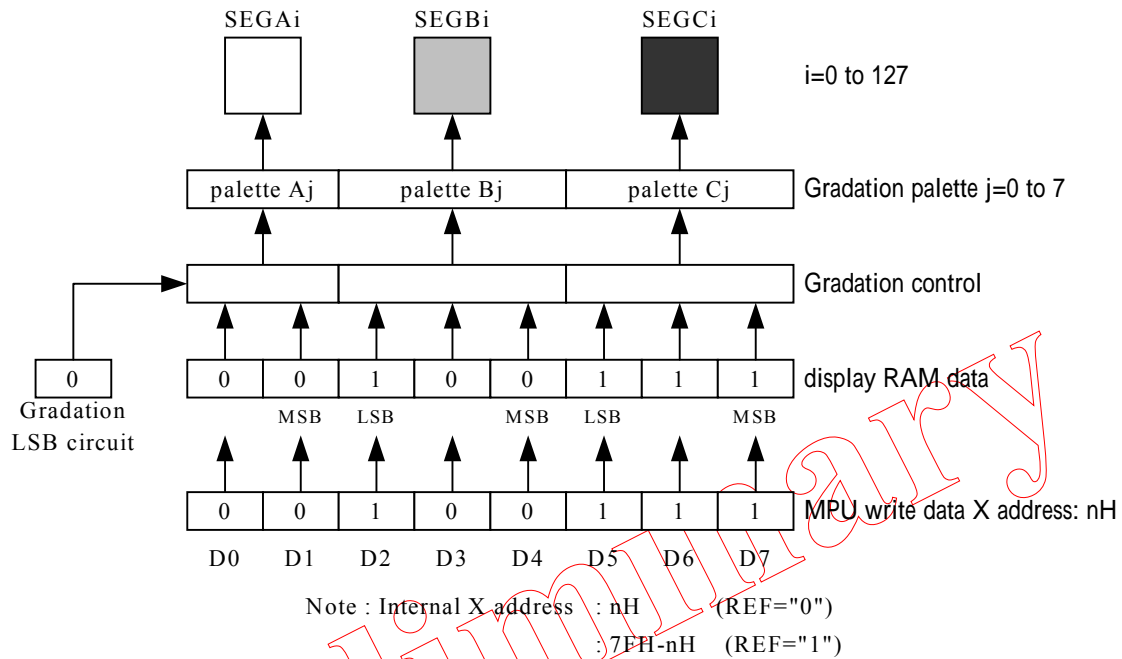 SEGAi SEGBi SEGCi
i=0 to 127
palette Aj palette Bj palette Cj Gradation palette j=0 to 7
Gradation control
0 0 0 1 0 0 1 1 1 display RAM data
Gradation
LSB circuit
MSB LSB MSB LSB MSB
0 0 1 0 0 1 1 1 MPU write data X address: nH
D0 D1 D2 D3 D4 D5 D6 D7
Note : Internal X address : nH (REF="0")
: 7FH-nH (REF="1")